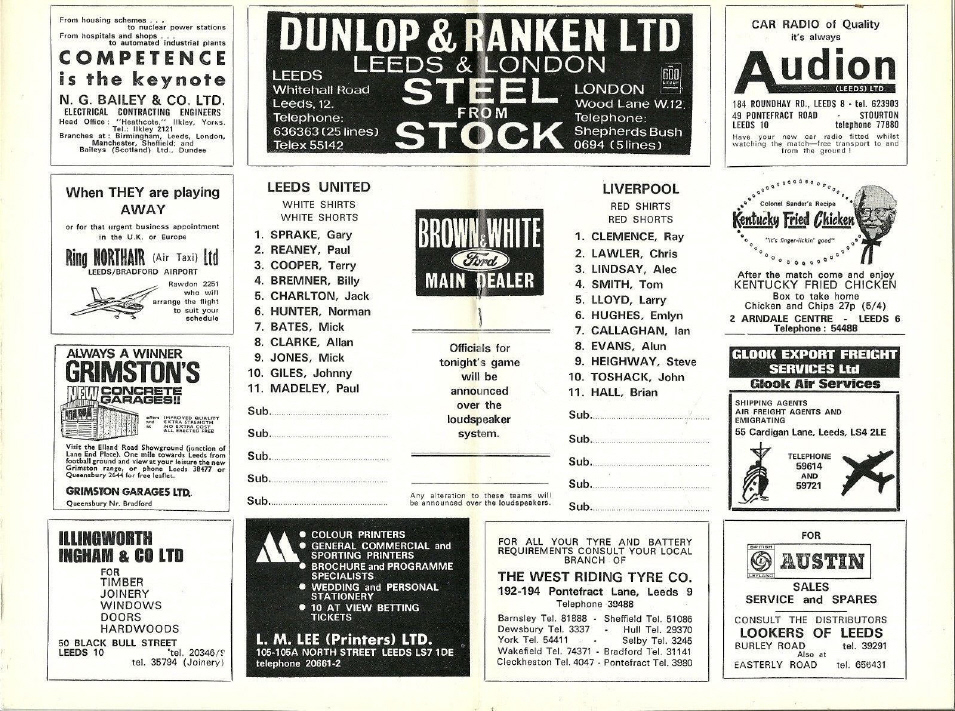 From housing schemes . . .
to nuclear power stations
From hospitals and shops . . .
to automated industrial plants
COMPETENCE
is the keynote
N. G. BAILEY & CO. LTD.
ELECTRICAL CONTRACTING ENGINEERS
Head Office: "Heathcote," Ilkley, Yorks.
Tel.: Ilkley 2121
Branches at: Birmingham, Leeds, London,
Manchester, Sheffield; and
Baileys (Scotland) Ltd., Dundee
DUNLOP & RANKEN LTD
LEEDS & LONDON
STEEL
FROM
STOCK
LEEDS
Whitehall Road
Leeds, 12.
Telephone:
636363 (25 lines)
Telex 55142
600
LONDON
Wood Lane W.12.
Telephone:
Shepherds Bush
0694 (5 lines)
CAR RADIO of Quality
it's always
Audion
(LEEDS) LTD.
184 ROUNDHAY RD., LEEDS 8 - tel. 623903
49 PONTEFRACT ROAD - STOURTON
LEEDS 10 telephone 77880
Have your new car radio fitted whilst
watching the match—free transport to and
from the ground!
When THEY are playing
AWAY
or for that urgent business appointment
in the U.K. or Europe
Ring NORTHAIR (Air Taxi) Ltd
LEEDS/BRADFORD AIRPORT
Rawdon 2251
who will
arrange the flight
to suit your
schedule
LEEDS UNITED
WHITE SHIRTS
WHITE SHORTS
1. SPRAKE, Gary
2. REANEY, Paul
3. COOPER, Terry
4. BREMNER, Billy
5. CHARLTON, Jack
6. HUNTER, Norman
7. BATES, Mick
8. CLARKE, Allan
9. JONES, Mick
10. GILES, Johnny
11. MADELEY, Paul
Sub.
Sub.
Sub.
Sub.
Sub.
BROWN & WHITE
Ford
MAIN DEALER
Officials for
tonight's game
will be
announced
over the
loudspeaker
system.
Any alteration to these teams will
be announced over the loudspeakers.
LIVERPOOL
RED SHIRTS
RED SHORTS
1. CLEMENCE, Ray
2. LAWLER, Chris
3. LINDSAY, Alec
4. SMITH, Tom
5. LLOYD, Larry
6. HUGHES, Emlyn
7. CALLAGHAN, Ian
8. EVANS, Alun
9. HEIGHWAY, Steve
10. TOSHACK, John
11. HALL, Brian
Sub.
Sub.
Sub.
Sub.
Sub.
Colonel Sander's Recipe
Kentucky Fried Chicken
"it's finger-lickin' good"
After the match come and enjoy
KENTUCKY FRIED CHICKEN
Box to take home
Chicken and Chips 27p (5/4)
2 ARNDALE CENTRE - LEEDS 6
Telephone: 54488
ALWAYS A WINNER
GRIMSTON'S
NEW CONCRETE
GARAGES!!
offers IMPROVED QUALITY
and EXTRA STRENGTH
at NO EXTRA COST
ALL ERECTED FREE
Visit the Elland Road Showground (junction of
Lane End Place). One mile towards Leeds from
football ground and view at your leisure the new
Grimston range, or phone Leeds 38477 or
Queensbury 2644 for free leaflet.
GRIMSTON GARAGES LTD.
Queensbury Nr. Bradford
GLOOK EXPORT FREIGHT
SERVICES Ltd
Glook Air Services
SHIPPING AGENTS
AIR FREIGHT AGENTS AND
EMIGRATING
55 Cardigan Lane, Leeds, LS4 2LE
TELEPHONE
59614
AND
59721
ILLINGWORTH
INGHAM & CO LTD
FOR
TIMBER
JOINERY
WINDOWS
DOORS
HARDWOODS
50 BLACK BULL STREET
LEEDS 10 tel. 20346/9
tel. 35794 (Joinery)
● COLOUR PRINTERS
● GENERAL COMMERCIAL and
SPORTING PRINTERS
● BROCHURE and PROGRAMME
SPECIALISTS
● WEDDING and PERSONAL
STATIONERY
● 10 AT VIEW BETTING
TICKETS
L. M. LEE (Printers) LTD.
105-105A NORTH STREET LEEDS LS7 1DE
telephone 20661-2
FOR ALL YOUR TYRE AND BATTERY
REQUIREMENTS CONSULT YOUR LOCAL
BRANCH OF
THE WEST RIDING TYRE CO.
192-194 Pontefract Lane, Leeds 9
Telephone 39488
Barnsley Tel. 81888 - Sheffield Tel. 51086
Dewsbury Tel. 3337 - Hull Tel. 29370
York Tel. 54411 - Selby Tel. 3245
Wakefield Tel. 74371 - Bradford Tel. 31141
Cleckheaton Tel. 4047 - Pontefract Tel. 3980
FOR
AUSTIN
SALES
SERVICE and SPARES
CONSULT THE DISTRIBUTORS
LOOKERS OF LEEDS
BURLEY ROAD tel. 39291
Also at
EASTERLY ROAD tel. 656431